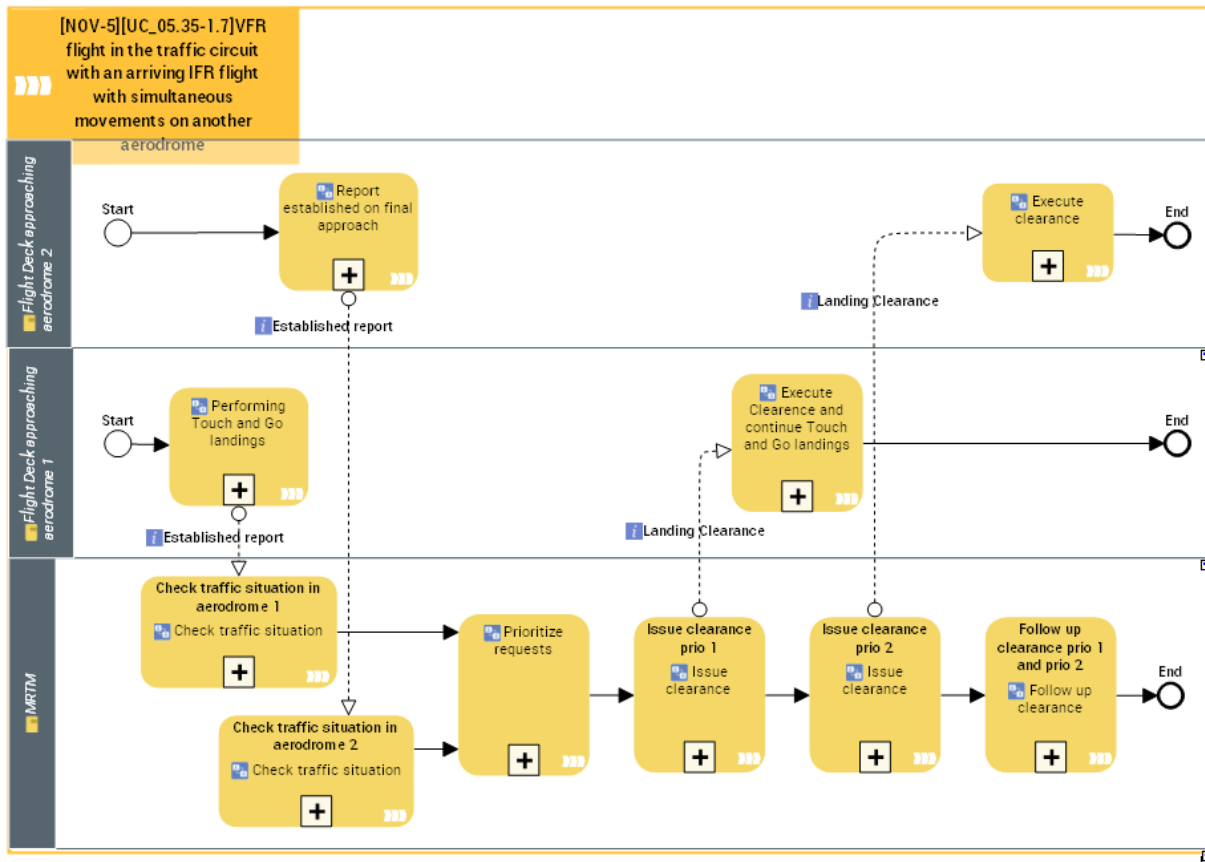 [NOV-5][UC_05.35-1.7]VFR
flight in the traffic circuit
with an arriving IFR flight
with simultaneous
movements on another
aerodrome
Flight Deck approaching
aerodrome 2
Start
Report
established on final
approach
Established report
Landing Clearance
Execute
clearance
End
Flight Deck approaching
aerodrome 1
Start
Performing
Touch and Go
landings
Established report
Landing Clearance
Execute
Clearence and
continue Touch
and Go landings
End
MRTM
Check traffic situation in
aerodrome 1
Check traffic situation
Check traffic situation in
aerodrome 2
Check traffic situation
Prioritize
requests
Issue clearance
prio 1
Issue
clearance
Issue clearance
prio 2
Issue
clearance
Follow up
clearance prio 1
and prio 2
Follow up
clearance
End